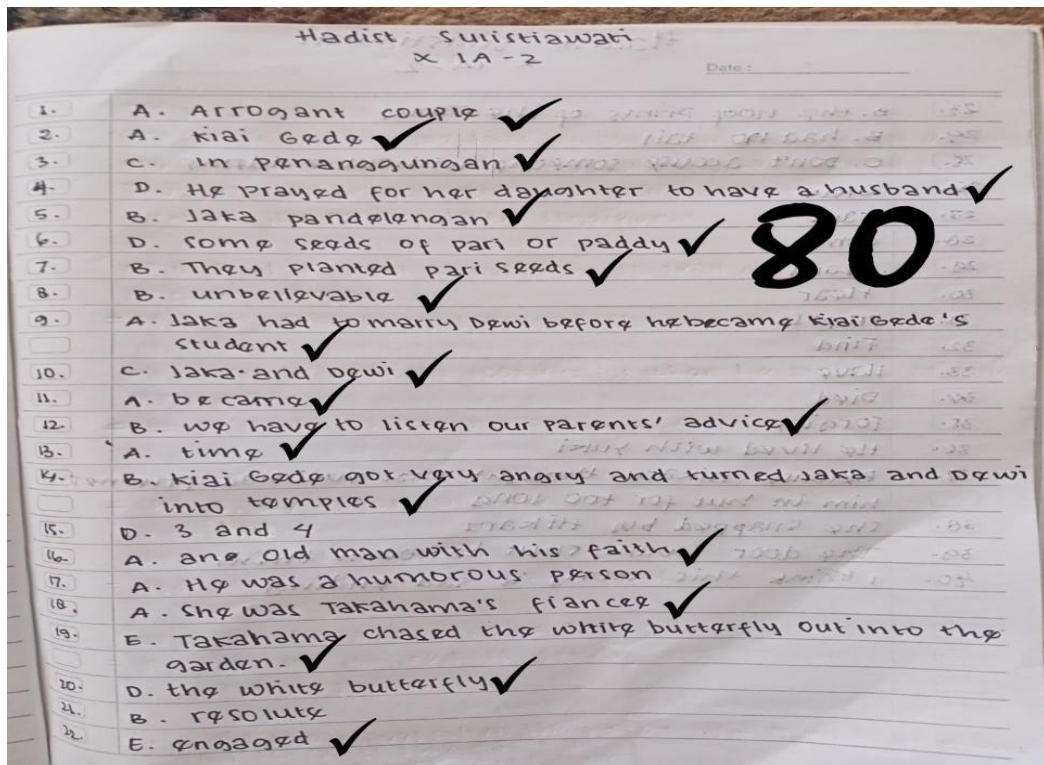 Hadist Sulistiawati
X IA-2
Date:
1. A. Arrogant couple
2. A. Kiai Gede
3. C. In penanggungan
4. D. He prayed for her daughter to have a husband
5. B. Jaka pandelengan
80
6. D. some seeds of pari or paddy
7. B. They planted pari seeds
8. B. unbelievable
9. A. Jaka had to marry Dewi before he became Kiai Gede's
student
10. C. Jaka and Dewi
11. A. became
12. B. we have to listen our parents' advice
13. A. time
14. B. Kiai Gede got very angry and turned Jaka and Dewi
into temples
15. D. 3 and 4
16. A. ane old man with his faith
17. A. He was a humorous person
18. A. she was Takahama's fiancee
19. E. Takahama chased the white butterfly out into the
garden.
20. D. the white butterfly
21. B. resolute
22. E. engaged